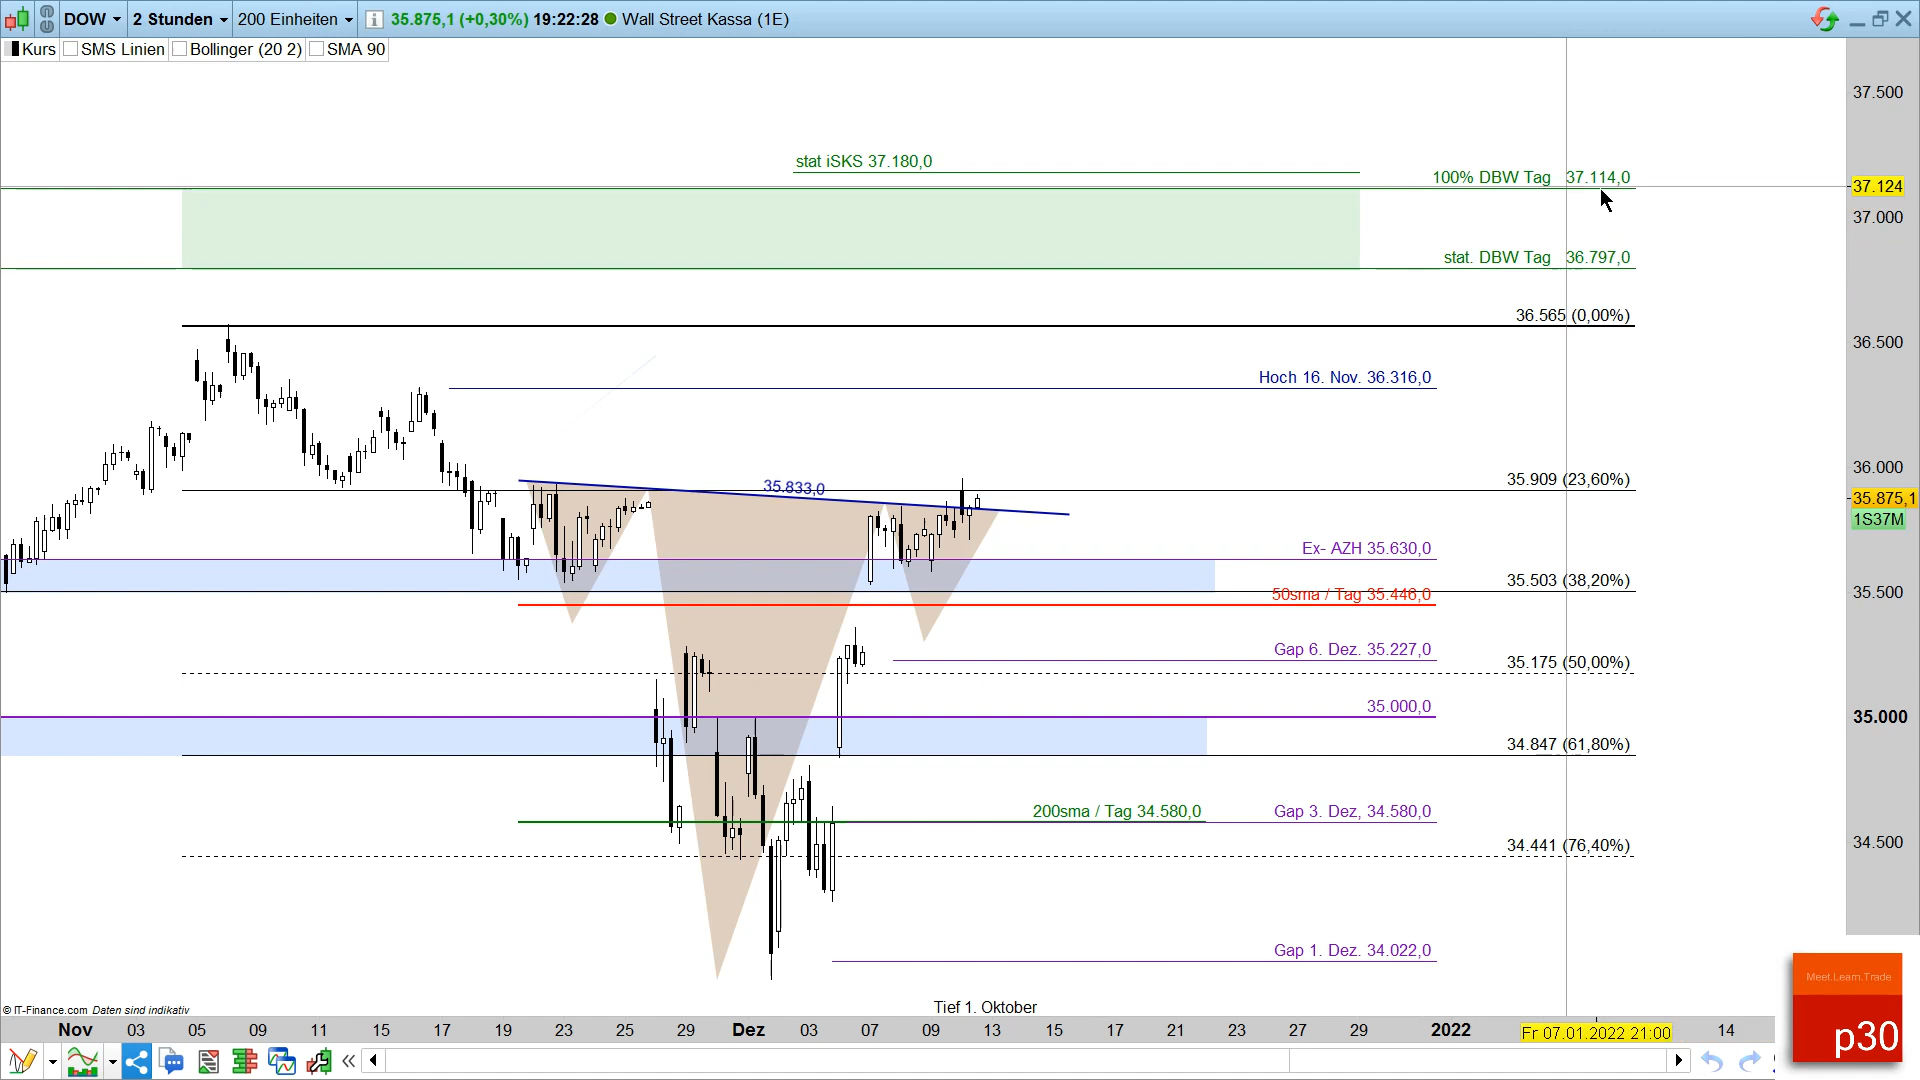 DOW 2 Stunden 200 Einheiten 35.875,1 (+0,30%) 19:22:28 Wall Street Kassa (1E)
Kurs SMS Linien Bollinger (20 2) SMA 90
37.500
stat iSKS 37.180,0
100% DBW Tag 37.114,0
37.124
37.000
stat. DBW Tag 36.797,0
36.565 (0,00%)
36.500
Hoch 16. Nov. 36.316,0
36.000
35.909 (23,60%)
35.833,0
35.875,1
1S37M
Ex- AZH 35.630,0
35.503 (38,20%)
50sma / Tag 35.446,0
35.500
Gap 6. Dez. 35.227,0
35.175 (50,00%)
35.000,0
35.000
34.847 (61,80%)
200sma / Tag 34.580,0
Gap 3. Dez, 34.580,0
34.441 (76,40%)
34.500
Gap 1. Dez. 34.022,0
Meet.Learn.Trade
p30
© IT-Finance.com Daten sind indikativ
Tief 1. Oktober
Nov 03 05 09 11 15 17 19 23 25 29 Dez 03 07 09 13 15 17 21 23 27 29 2022 Fr 07.01.2022 21:00 14